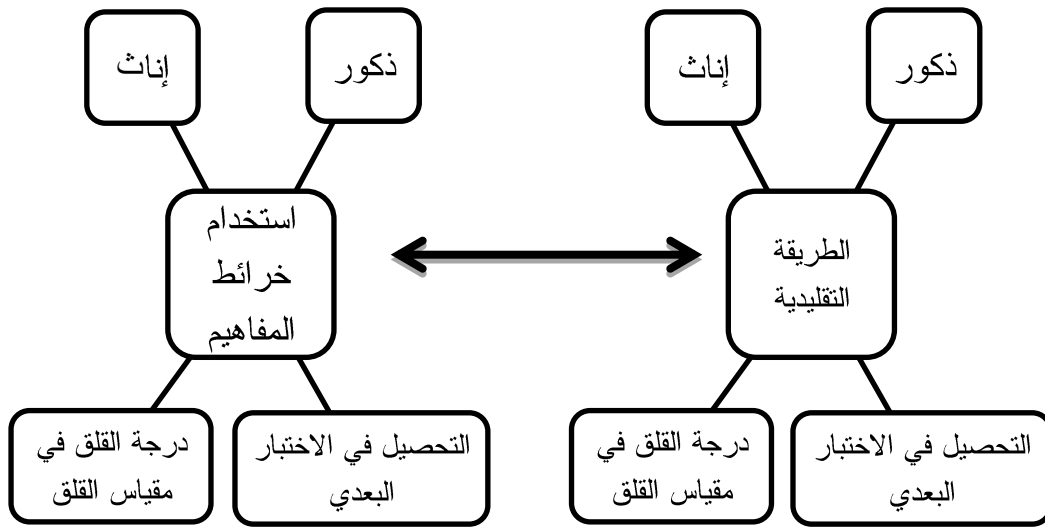 ذكور
إناث
الطريقة
التقليدية
التحصيل في الاختبار
البعدي
درجة القلق في
مقياس القلق
ذكور
إناث
استخدام
خرائط
المفاهيم
التحصيل في الاختبار
البعدي
درجة القلق في
مقياس القلق